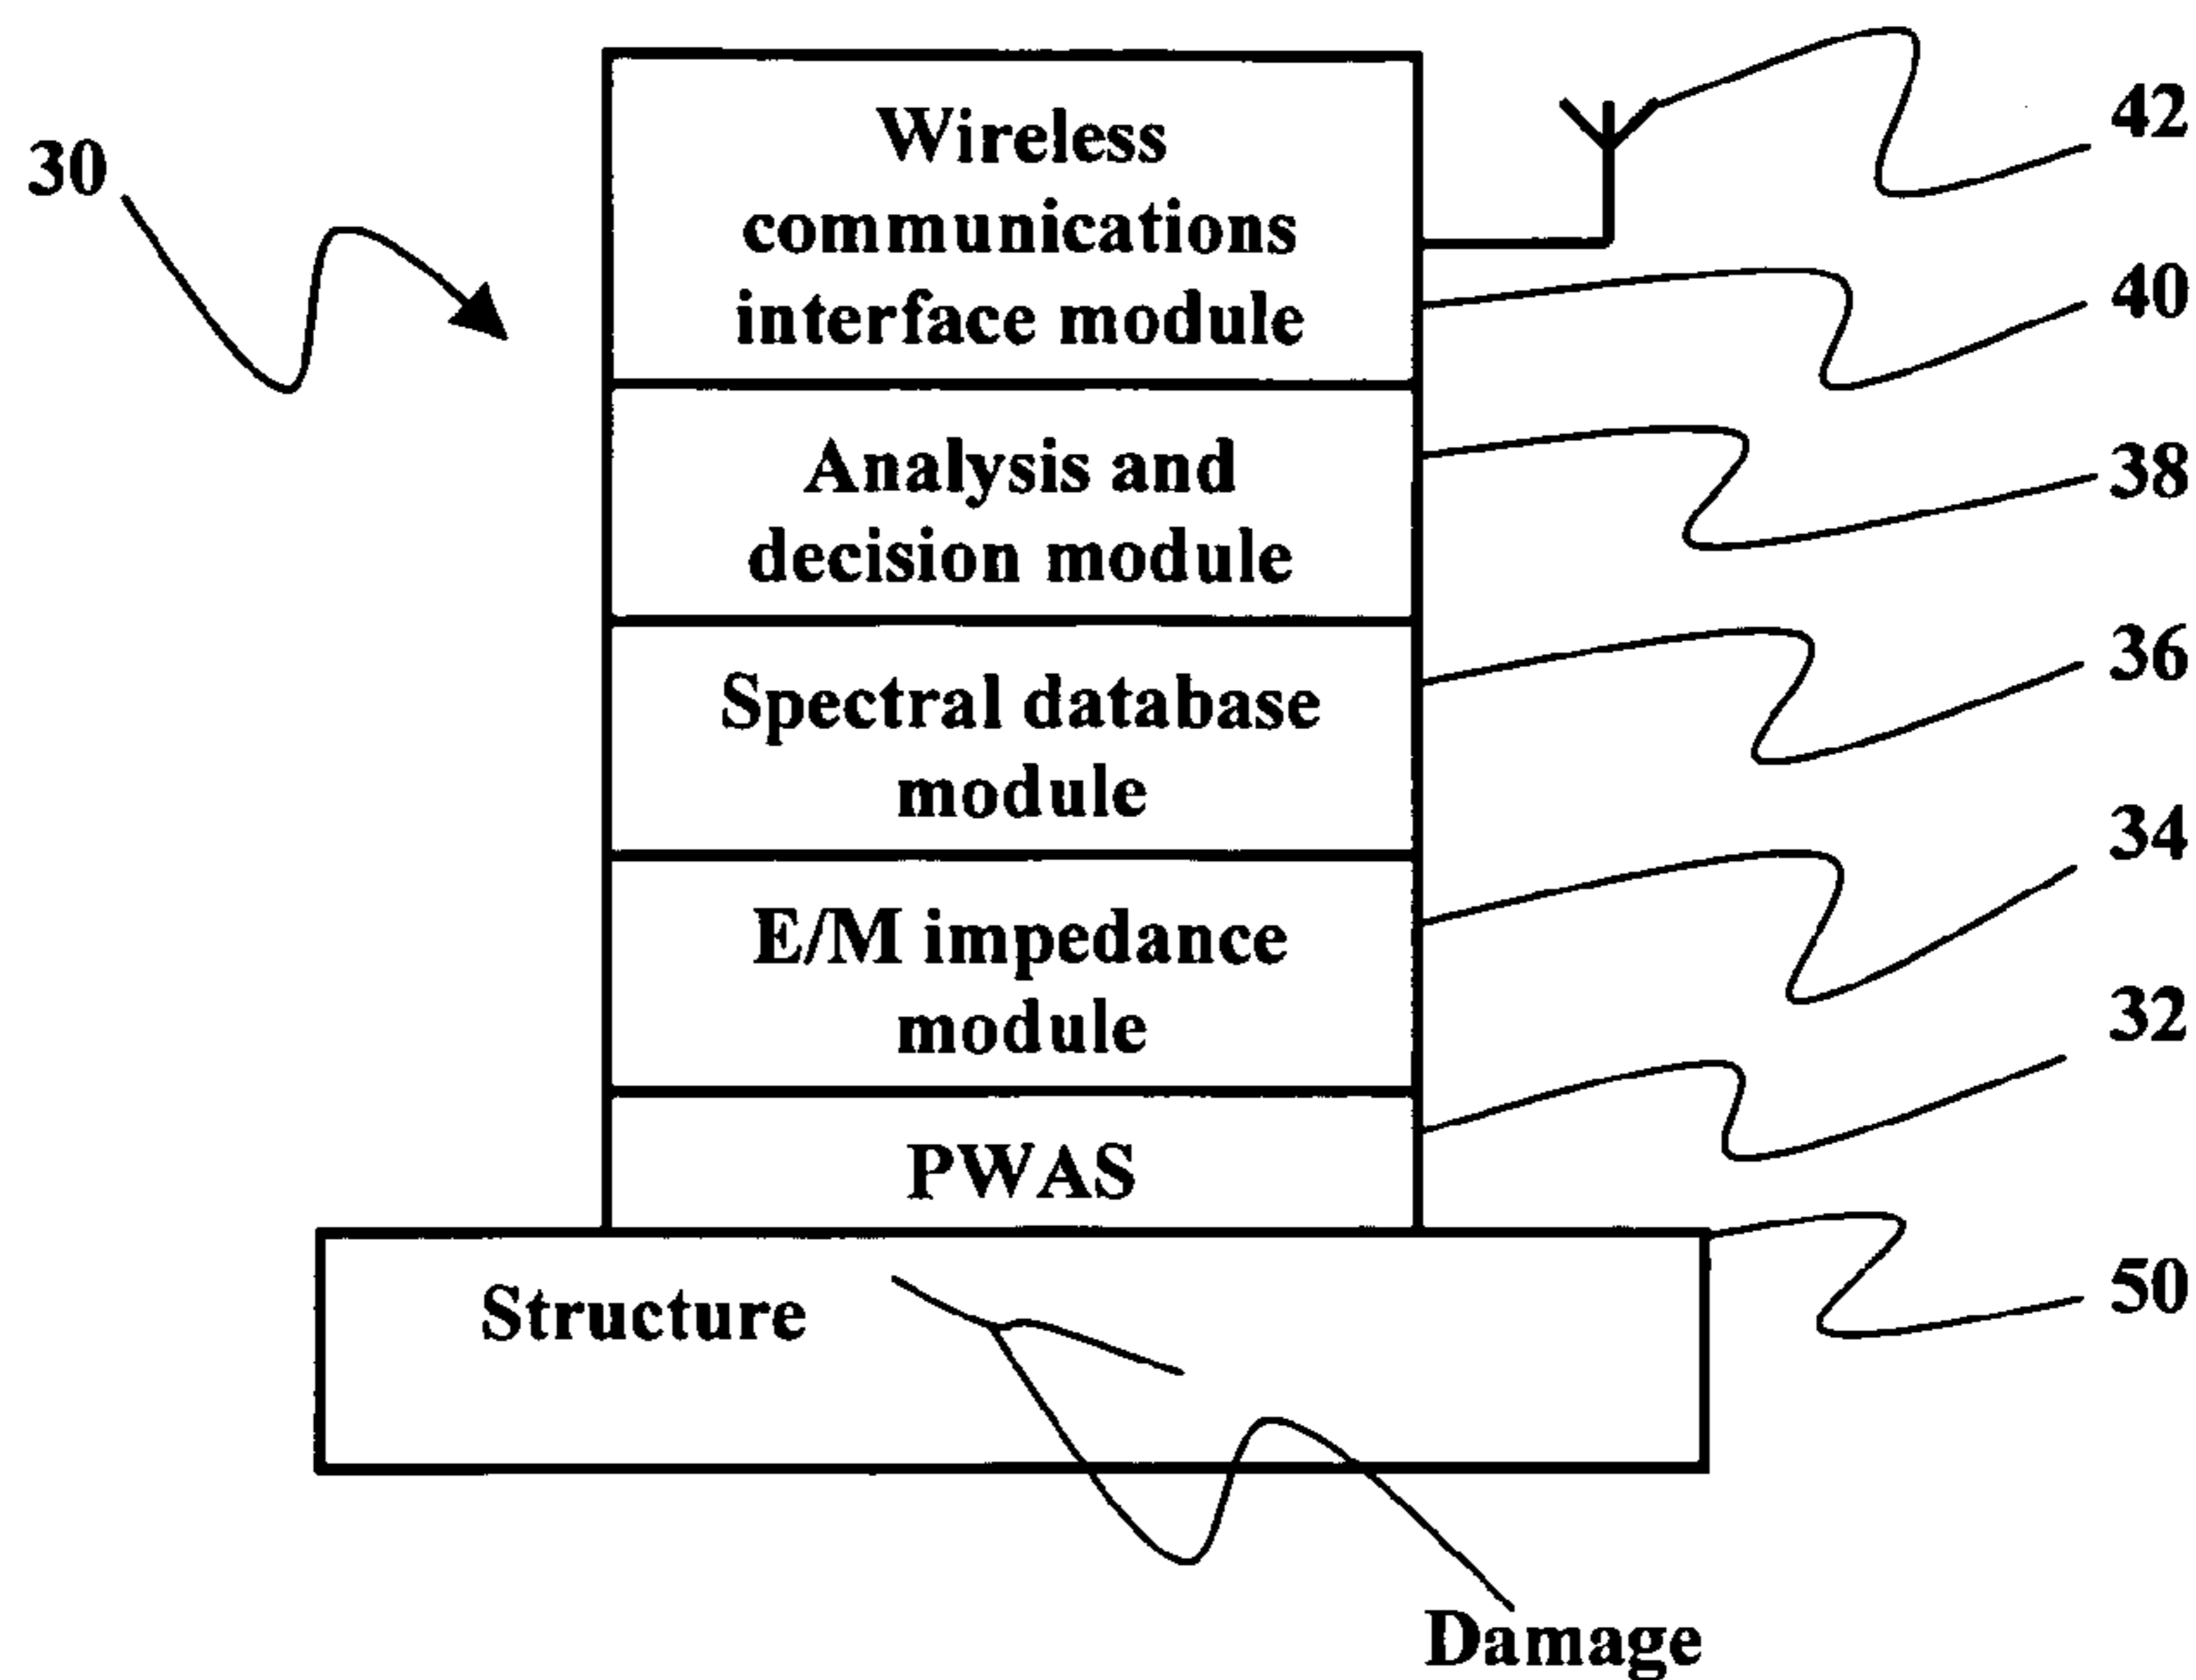 30
Wireless
communications
interface module
42
40
Analysis and
decision module
38
Spectral database
module
36
E/M impedance
module
34
PWAS
32
Structure
50
Damage